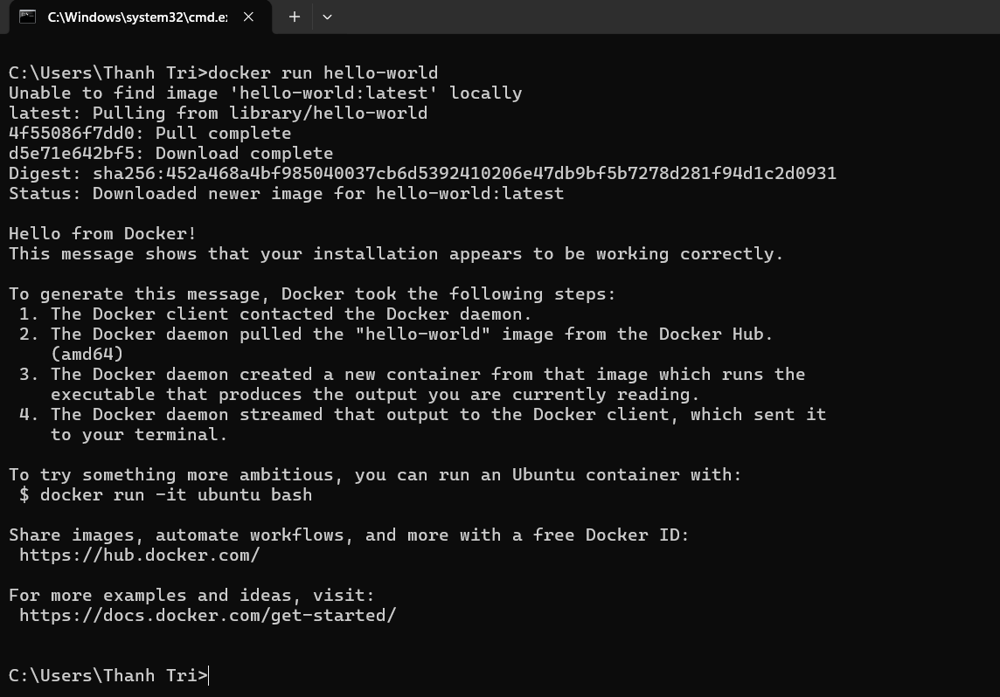 C:\Windows\system32\cmd.e
C:\Users\Thanh Tri>docker run hello-world
Unable to find image 'hello-world:latest' locally
latest: Pulling from library/hello-world
4f55086f7dd0: Pull complete
d5e71e642bf5: Download complete
Digest: sha256:452a468a4bf985040037cb6d5392410206e47db9bf5b7278d281f94d1c2d0931
Status: Downloaded newer image for hello-world:latest
Hello from Docker!
This message shows that your installation appears to be working correctly.
To generate this message, Docker took the following steps:
1. The Docker client contacted the Docker daemon.
2. The Docker daemon pulled the "hello-world" image from the Docker Hub.
(amd64)
3. The Docker daemon created a new container from that image which runs the
executable that produces the output you are currently reading.
4. The Docker daemon streamed that output to the Docker client, which sent it
to your terminal.
To try something more ambitious, you can run an Ubuntu container with:
$ docker run -it ubuntu bash
Share images, automate workflows, and more with a free Docker ID:
https://hub.docker.com/
For more examples and ideas, visit:
https://docs.docker.com/get-started/
C:\Users\Thanh Tri>